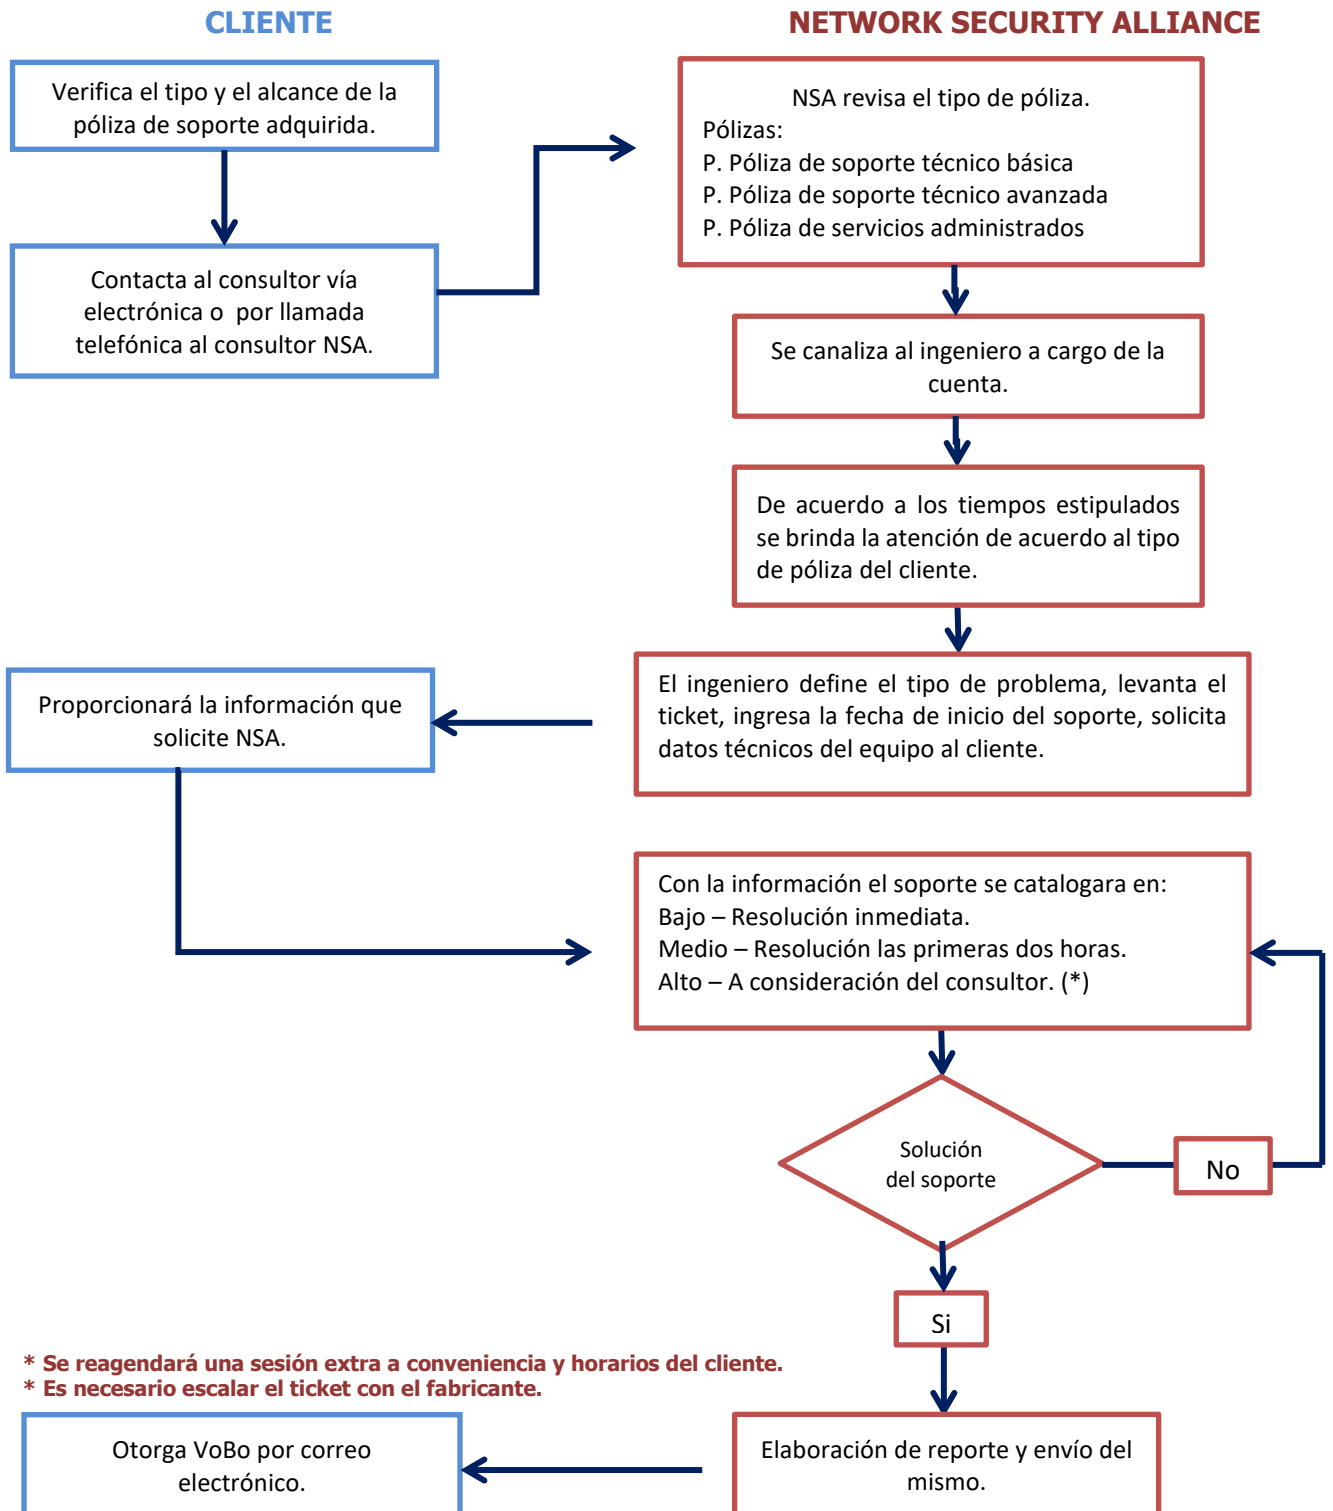 CLIENTE
NETWORK SECURITY ALLIANCE
Verifica el tipo y el alcance de la
póliza de soporte adquirida.
NSA revisa el tipo de póliza.
Pólizas:
P. Póliza de soporte técnico básica
P. Póliza de soporte técnico avanzada
P. Póliza de servicios administrados
Contacta al consultor vía
electrónica o por llamada
telefónica al consultor NSA.
Se canaliza al ingeniero a cargo de la
cuenta.
De acuerdo a los tiempos estipulados
se brinda la atención de acuerdo al tipo
de póliza del cliente.
El ingeniero define el tipo de problema, levanta el
ticket, ingresa la fecha de inicio del soporte, solicita
datos técnicos del equipo al cliente.
Proporcionará la información que
solicite NSA.
Con la información el soporte se catalogara en:
Bajo – Resolución inmediata.
Medio – Resolución las primeras dos horas.
Alto – A consideración del consultor. (*)
Solución
del soporte
No
Si
* Se reagendará una sesión extra a conveniencia y horarios del cliente.
* Es necesario escalar el ticket con el fabricante.
Otorga VoBo por correo
electrónico.
Elaboración de reporte y envío del
mismo.